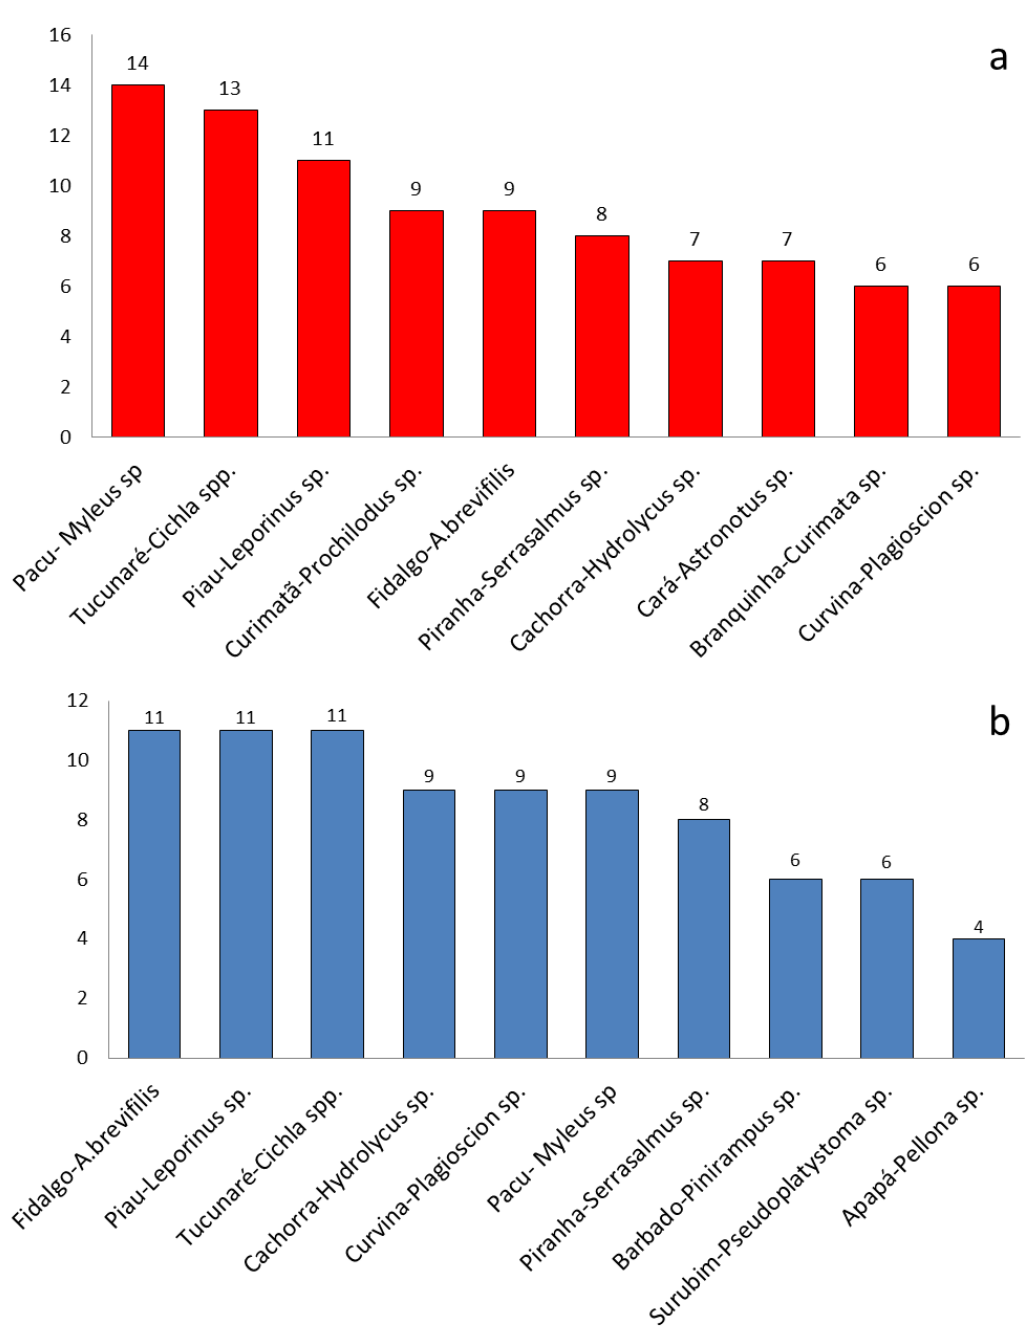 a
16
14
12
10
8
6
4
2
0
14
13
11
9
9
8
7
7
6
6
Pacu- Myleus sp
Tucunaré-Cichla spp.
Piau-Leporinus sp.
Curimatã-Prochilodus sp.
Fidalgo-A.brevifilis
Piranha-Serrasalmus sp.
Cachorra-Hydrolycus sp.
Cará-Astronotus sp.
Branquinha-Curimata sp.
Curvina-Plagioscion sp.
b
12
10
8
6
4
2
0
11
11
11
9
9
9
8
6
6
4
Fidalgo-A.brevifilis
Piau-Leporinus sp.
Tucunaré-Cichla spp.
Cachorra-Hydrolycus sp.
Curvina-Plagioscion sp.
Pacu- Myleus sp
Piranha-Serrasalmus sp.
Barbado-Pinirampus sp.
Surubim-Pseudoplatystoma sp.
Apapá-Pellona sp.